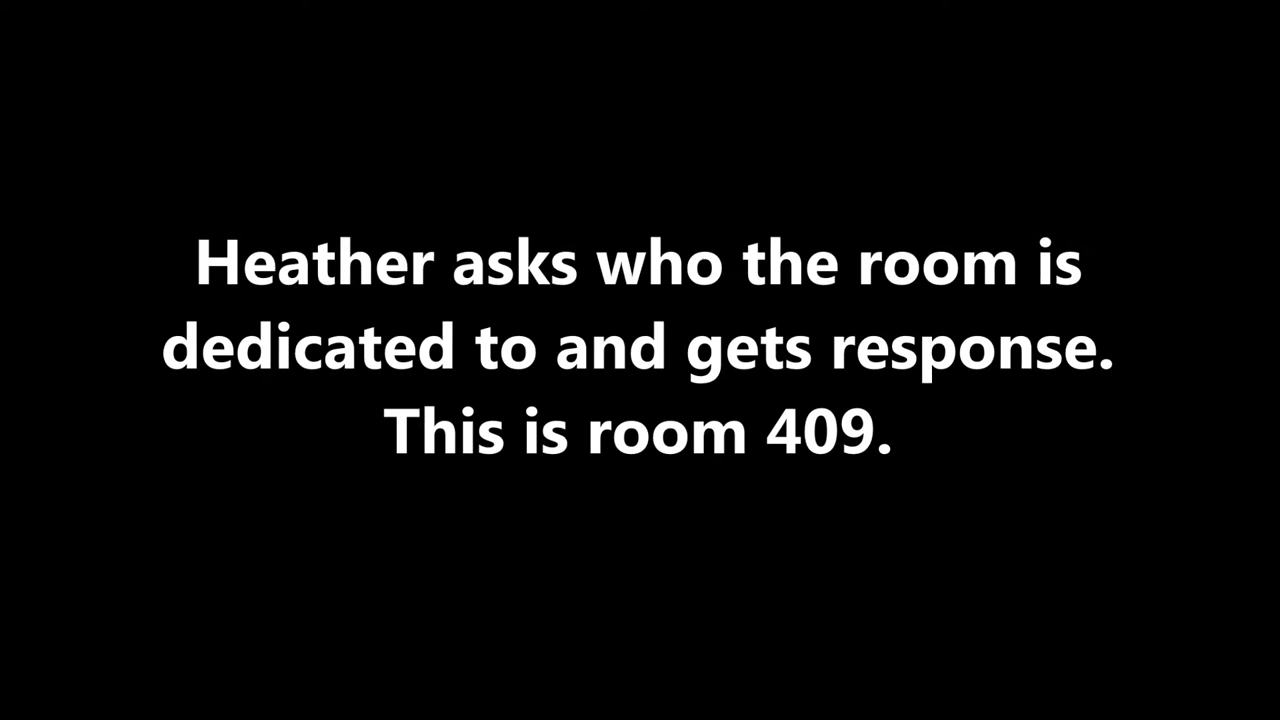 Heather asks who the room is
dedicated to and gets response.
This is room 409.